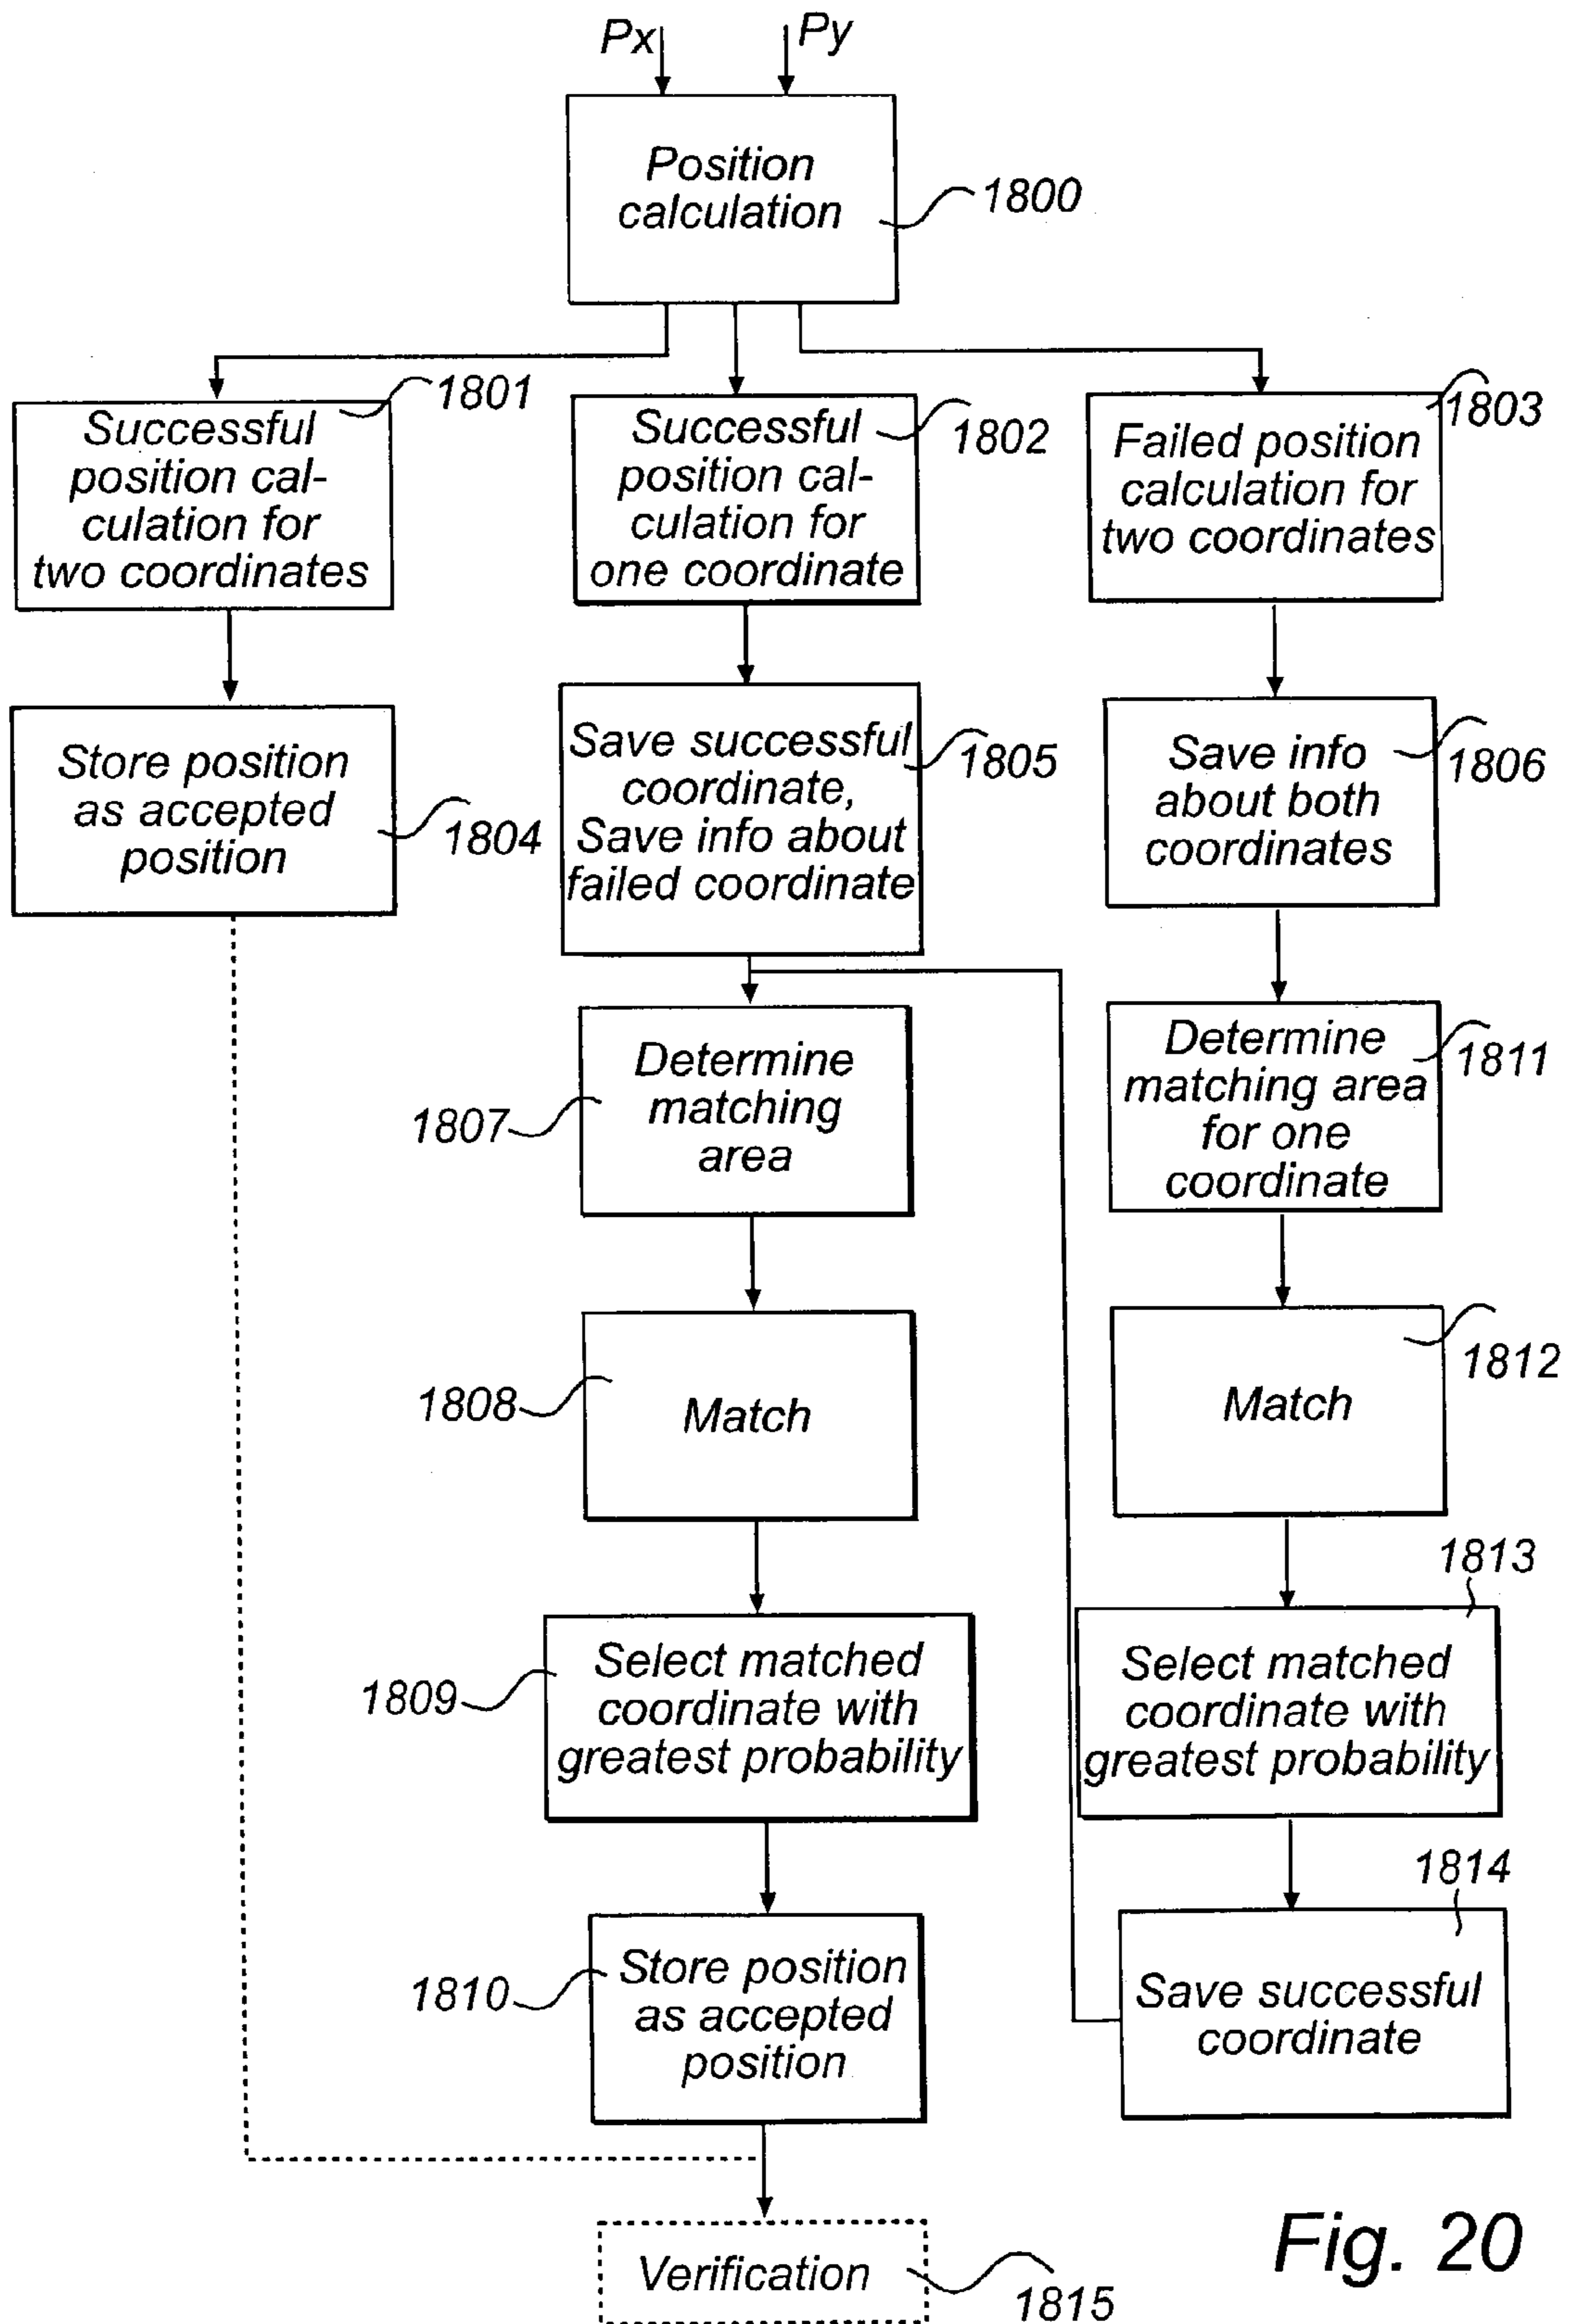 Px
Py
Position
calculation
1800
1801
Successful
position cal-
culation for
two coordinates
1802
Successful
position cal-
culation for
one coordinate
1803
Failed position
calculation for
two coordinates
Store position
as accepted
position
1804
Save successful
coordinate,
Save info about
failed coordinate
1805
Save info
about both
coordinates
1806
Determine
matching
area
1807
Determine
matching area
for one
coordinate
1811
Match
1808
Match
1812
1813
Select matched
coordinate with
greatest probability
1809
Select matched
coordinate with
greatest probability
1814
Store position
as accepted
position
1810
Save successful
coordinate
Verification
1815
Fig. 20